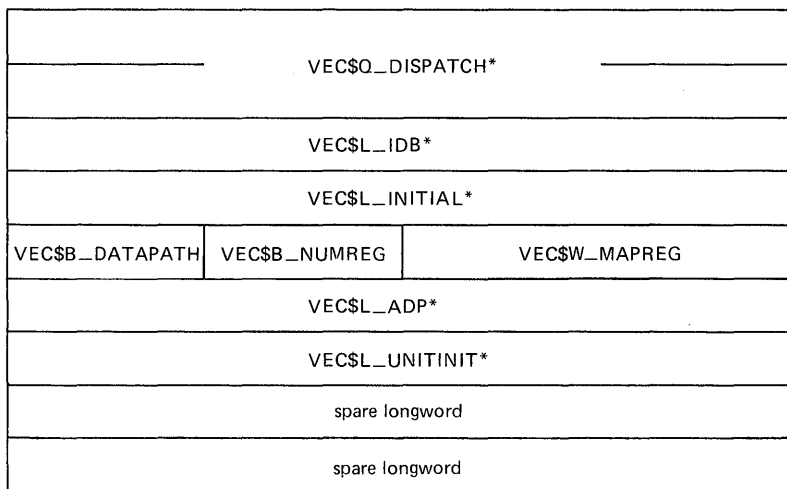 VEC$Q_DISPATCH*
VEC$L_IDB*
VEC$L_INITIAL*
VEC$B_DATAPATH VEC$B_NUMREG VEC$W_MAPREG
VEC$L_ADP*
VEC$L_UNITINIT*
spare longword
spare longword